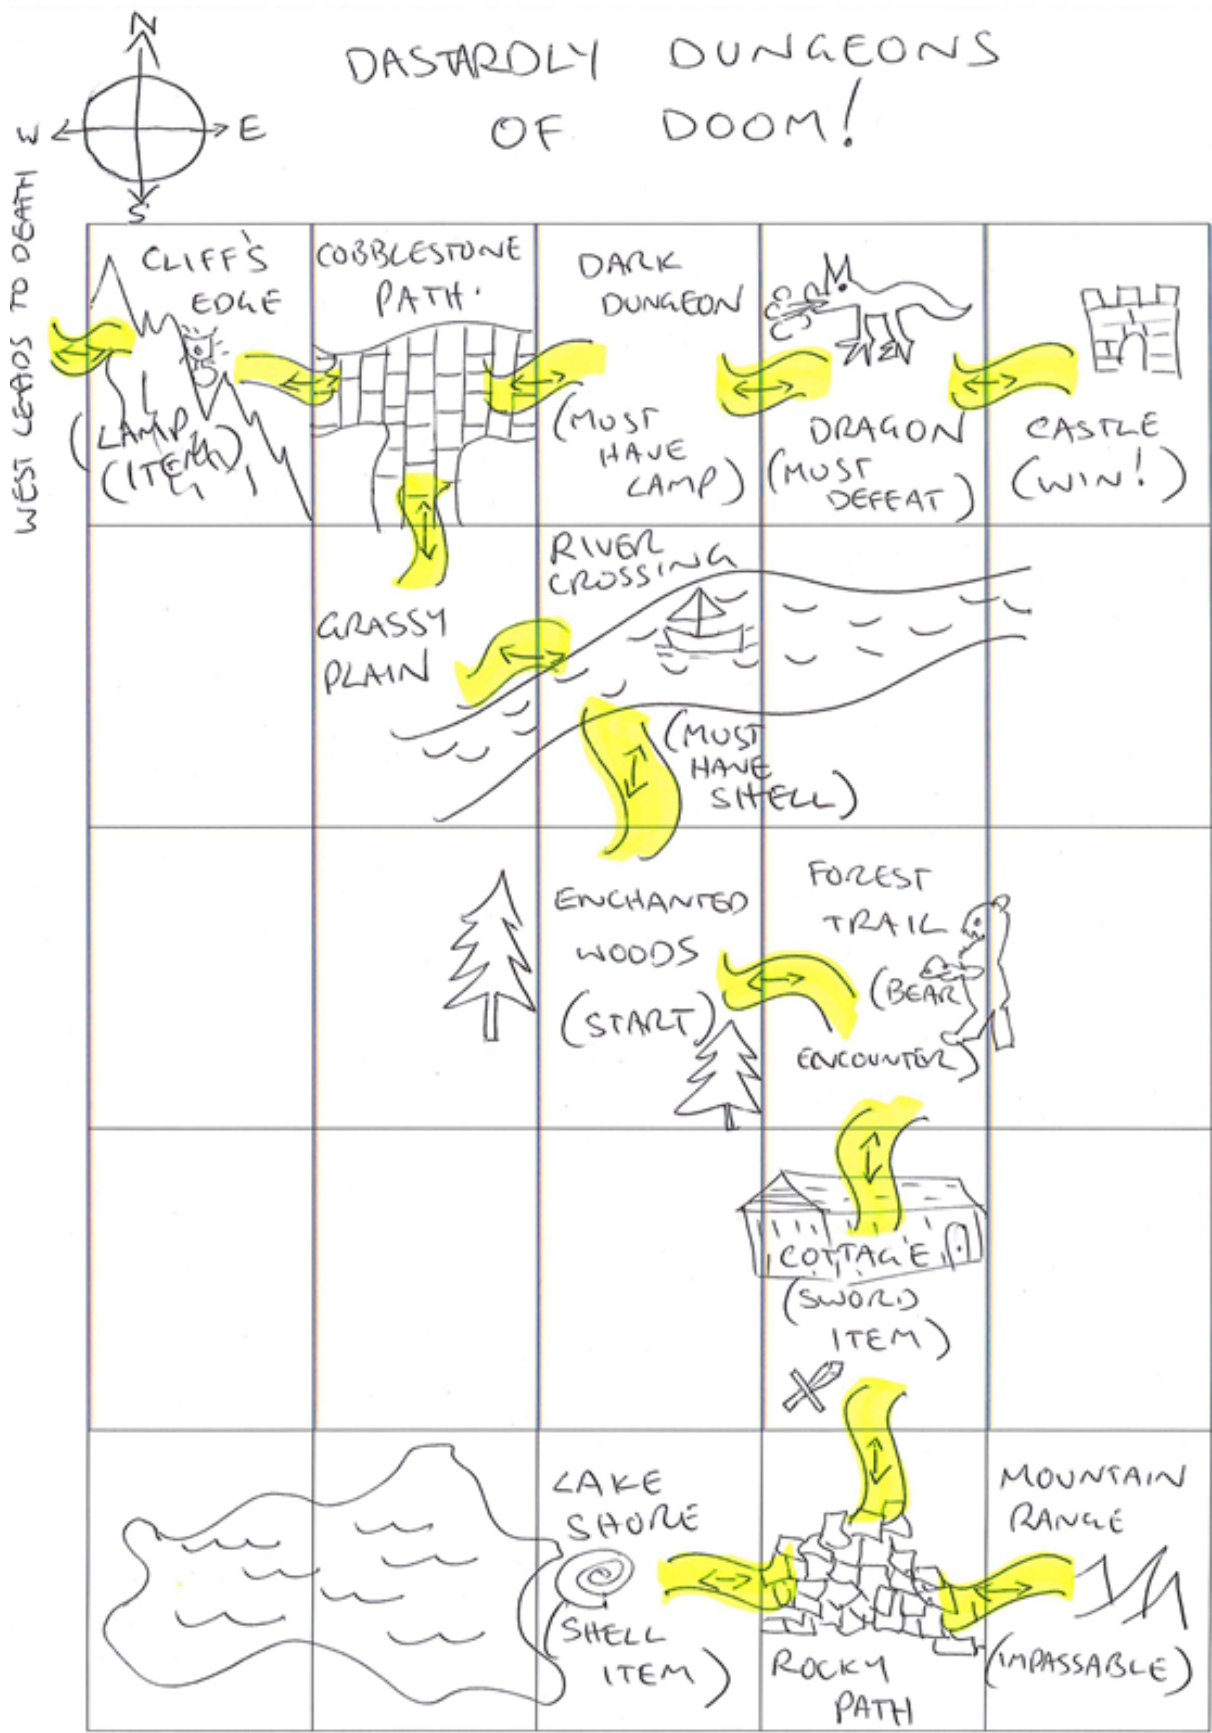 N
DASTARDLY DUNGEONS
OF DOOM!
W
E
S
WEST LEADS TO DEATH
CLIFF'S
EDGE
(LAMP
(ITEM)
COBBLESTONE
PATH.
DARK
DUNGEON
(MUST
HAVE
LAMP)
DRAGON
(MUST
DEFEAT)
CASTLE
(WIN!)
GRASSY
PLAIN
RIVER
CROSSING
(MUST
HAVE
SHELL)
ENCHANTED
WOODS
(START)
FOREST
TRAIL
(BEAR
ENCOUNTER)
COTTAGE
(SWORD
ITEM)
LAKE
SHORE
(SHELL
ITEM)
ROCKY
PATH
MOUNTAIN
RANGE
(IMPASSABLE)